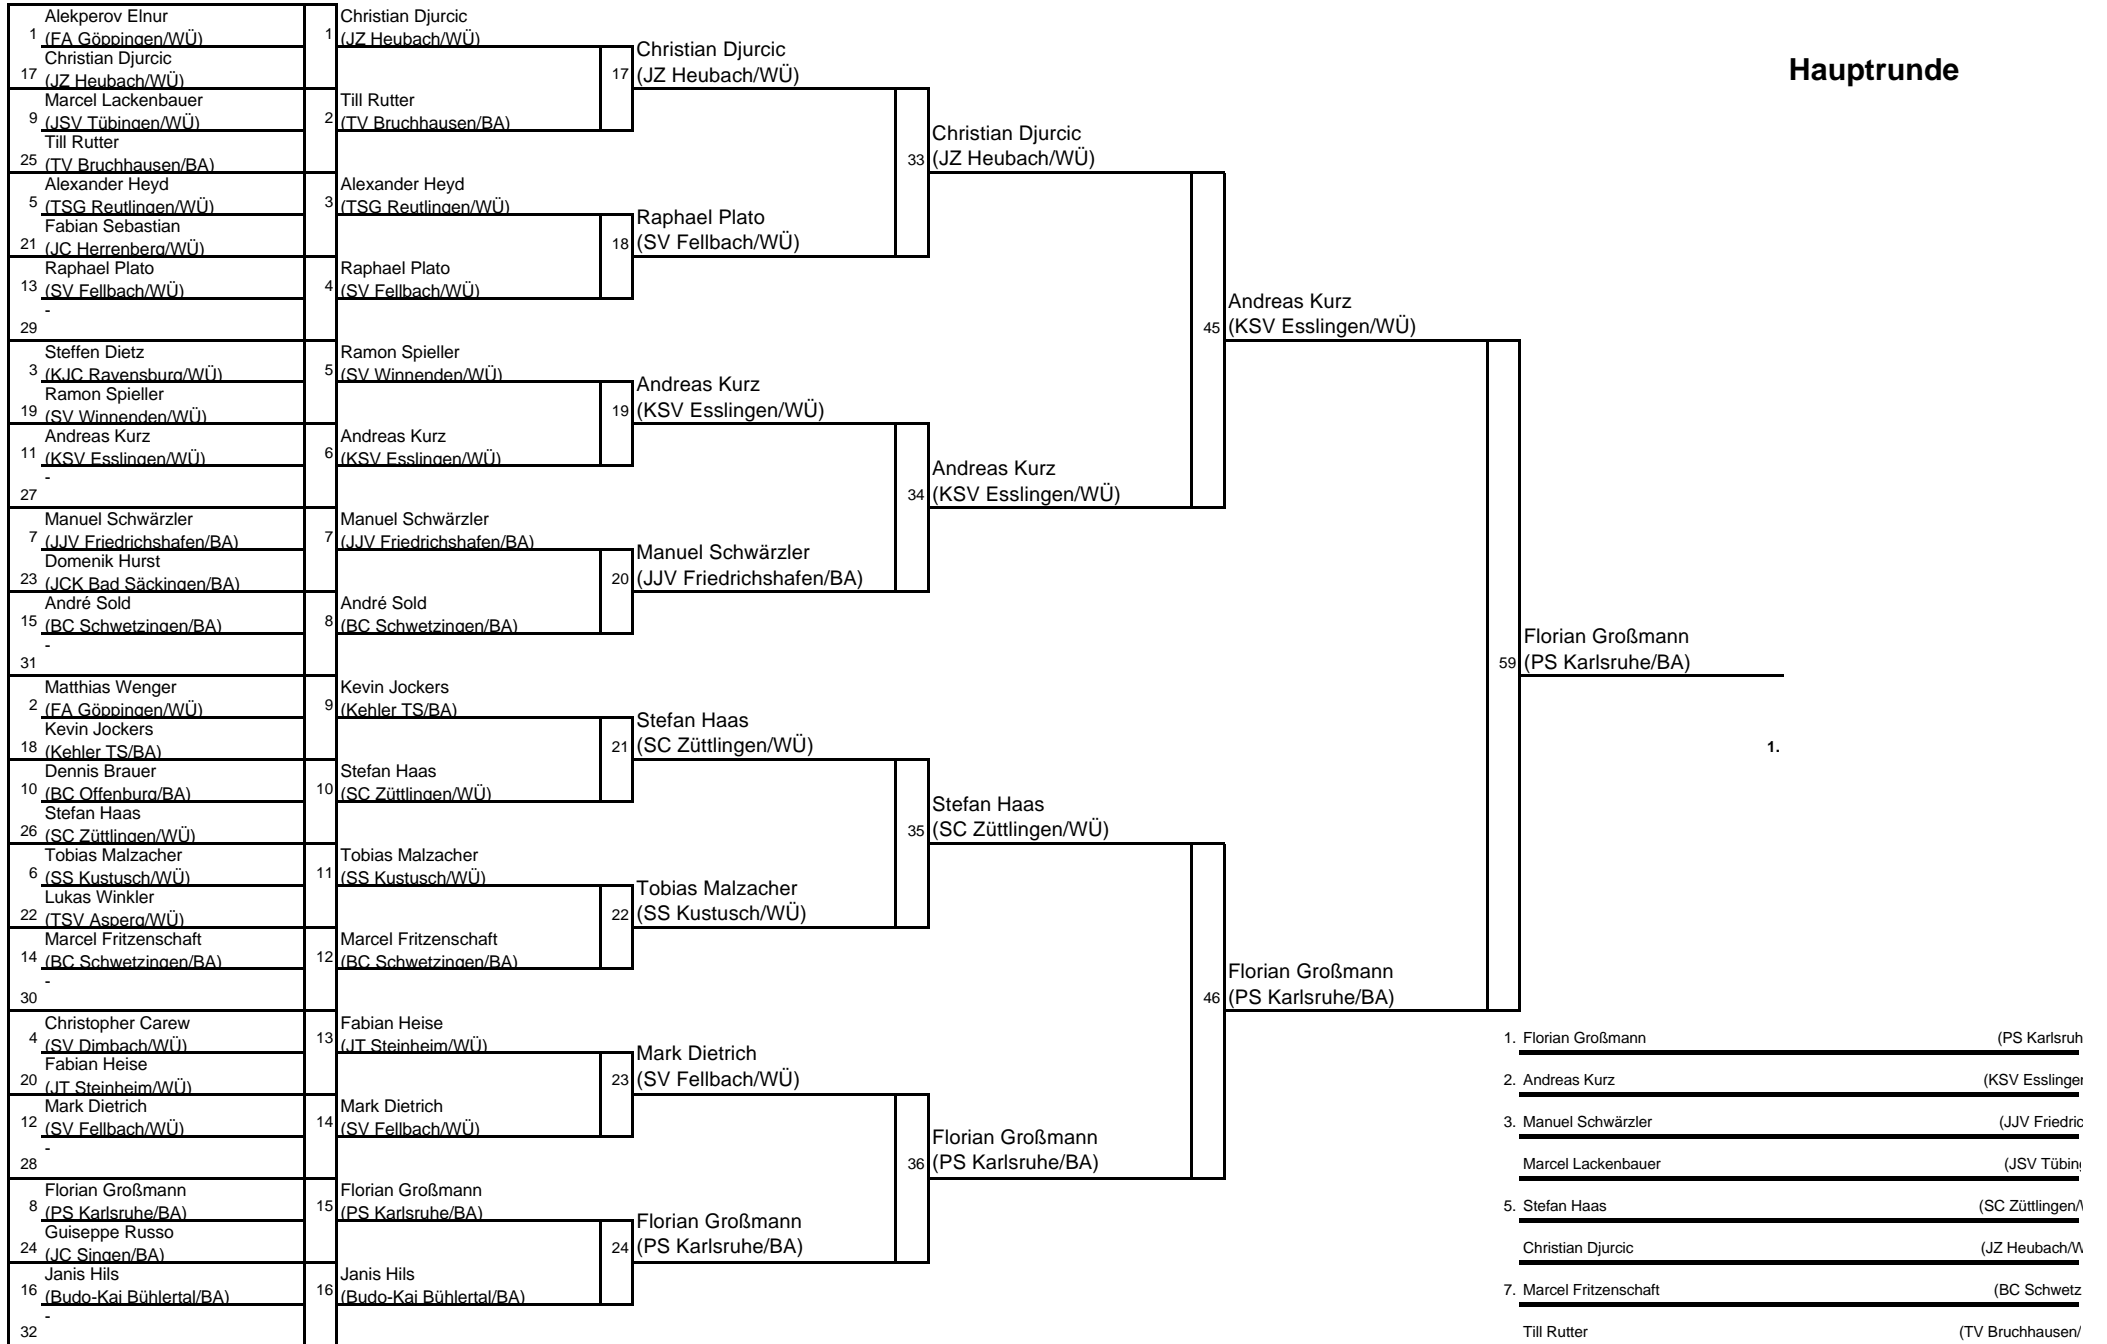 Hauptrunde
1 Alekperov Elnur
(FA Göppingen/WÜ)
17 Christian Djurcic
(JZ Heubach/WÜ)
9 Marcel Lackenbauer
(JSV Tübingen/WÜ)
25 Till Rutter
(TV Bruchhausen/BA)
5 Alexander Heyd
(TSG Reutlingen/WÜ)
21 Fabian Sebastian
(JC Herrenberg/WÜ)
13 Raphael Plato
(SV Fellbach/WÜ)
29 -
3 Steffen Dietz
(KJC Ravensburg/WÜ)
19 Ramon Spieller
(SV Winnenden/WÜ)
11 Andreas Kurz
(KSV Esslingen/WÜ)
27 -
7 Manuel Schwärzler
(JJV Friedrichshafen/BA)
23 Domenik Hurst
(JCK Bad Säckingen/BA)
15 André Sold
(BC Schwetzingen/BA)
31 -
2 Matthias Wenger
(FA Göppingen/WÜ)
18 Kevin Jockers
(Kehler TS/BA)
10 Dennis Brauer
(BC Offenburg/BA)
26 Stefan Haas
(SC Züttlingen/WÜ)
6 Tobias Malzacher
(SS Kustusch/WÜ)
22 Lukas Winkler
(TSV Asperg/WÜ)
14 Marcel Fritzenschaft
(BC Schwetzingen/BA)
30 -
4 Christopher Carew
(SV Dimbach/WÜ)
20 Fabian Heise
(JT Steinheim/WÜ)
12 Mark Dietrich
(SV Fellbach/WÜ)
28 -
8 Florian Großmann
(PS Karlsruhe/BA)
24 Guiseppe Russo
(JC Singen/BA)
16 Janis Hils
(Budo-Kai Bühlertal/BA)
32 -
1 Christian Djurcic
(JZ Heubach/WÜ)
2 Till Rutter
(TV Bruchhausen/BA)
3 Alexander Heyd
(TSG Reutlingen/WÜ)
4 Raphael Plato
(SV Fellbach/WÜ)
5 Ramon Spieller
(SV Winnenden/WÜ)
6 Andreas Kurz
(KSV Esslingen/WÜ)
7 Manuel Schwärzler
(JJV Friedrichshafen/BA)
8 André Sold
(BC Schwetzingen/BA)
9 Kevin Jockers
(Kehler TS/BA)
10 Stefan Haas
(SC Züttlingen/WÜ)
11 Tobias Malzacher
(SS Kustusch/WÜ)
12 Marcel Fritzenschaft
(BC Schwetzingen/BA)
13 Fabian Heise
(JT Steinheim/WÜ)
14 Mark Dietrich
(SV Fellbach/WÜ)
15 Florian Großmann
(PS Karlsruhe/BA)
16 Janis Hils
(Budo-Kai Bühlertal/BA)
17 Christian Djurcic
(JZ Heubach/WÜ)
18 Raphael Plato
(SV Fellbach/WÜ)
19 Andreas Kurz
(KSV Esslingen/WÜ)
20 Manuel Schwärzler
(JJV Friedrichshafen/BA)
21 Stefan Haas
(SC Züttlingen/WÜ)
22 Tobias Malzacher
(SS Kustusch/WÜ)
23 Mark Dietrich
(SV Fellbach/WÜ)
24 Florian Großmann
(PS Karlsruhe/BA)
33 Christian Djurcic
(JZ Heubach/WÜ)
34 Andreas Kurz
(KSV Esslingen/WÜ)
35 Stefan Haas
(SC Züttlingen/WÜ)
36 Florian Großmann
(PS Karlsruhe/BA)
45 Andreas Kurz
(KSV Esslingen/WÜ)
46 Florian Großmann
(PS Karlsruhe/BA)
59 Florian Großmann
(PS Karlsruhe/BA)
1.
1. Florian Großmann (PS Karlsruh
2. Andreas Kurz (KSV Esslinger
3. Manuel Schwärzler (JJV Friedric
Marcel Lackenbauer (JSV Tübin
5. Stefan Haas (SC Züttlingen/
Christian Djurcic (JZ Heubach/W
7. Marcel Fritzenschaft (BC Schwetz
Till Rutter (TV Bruchhausen/